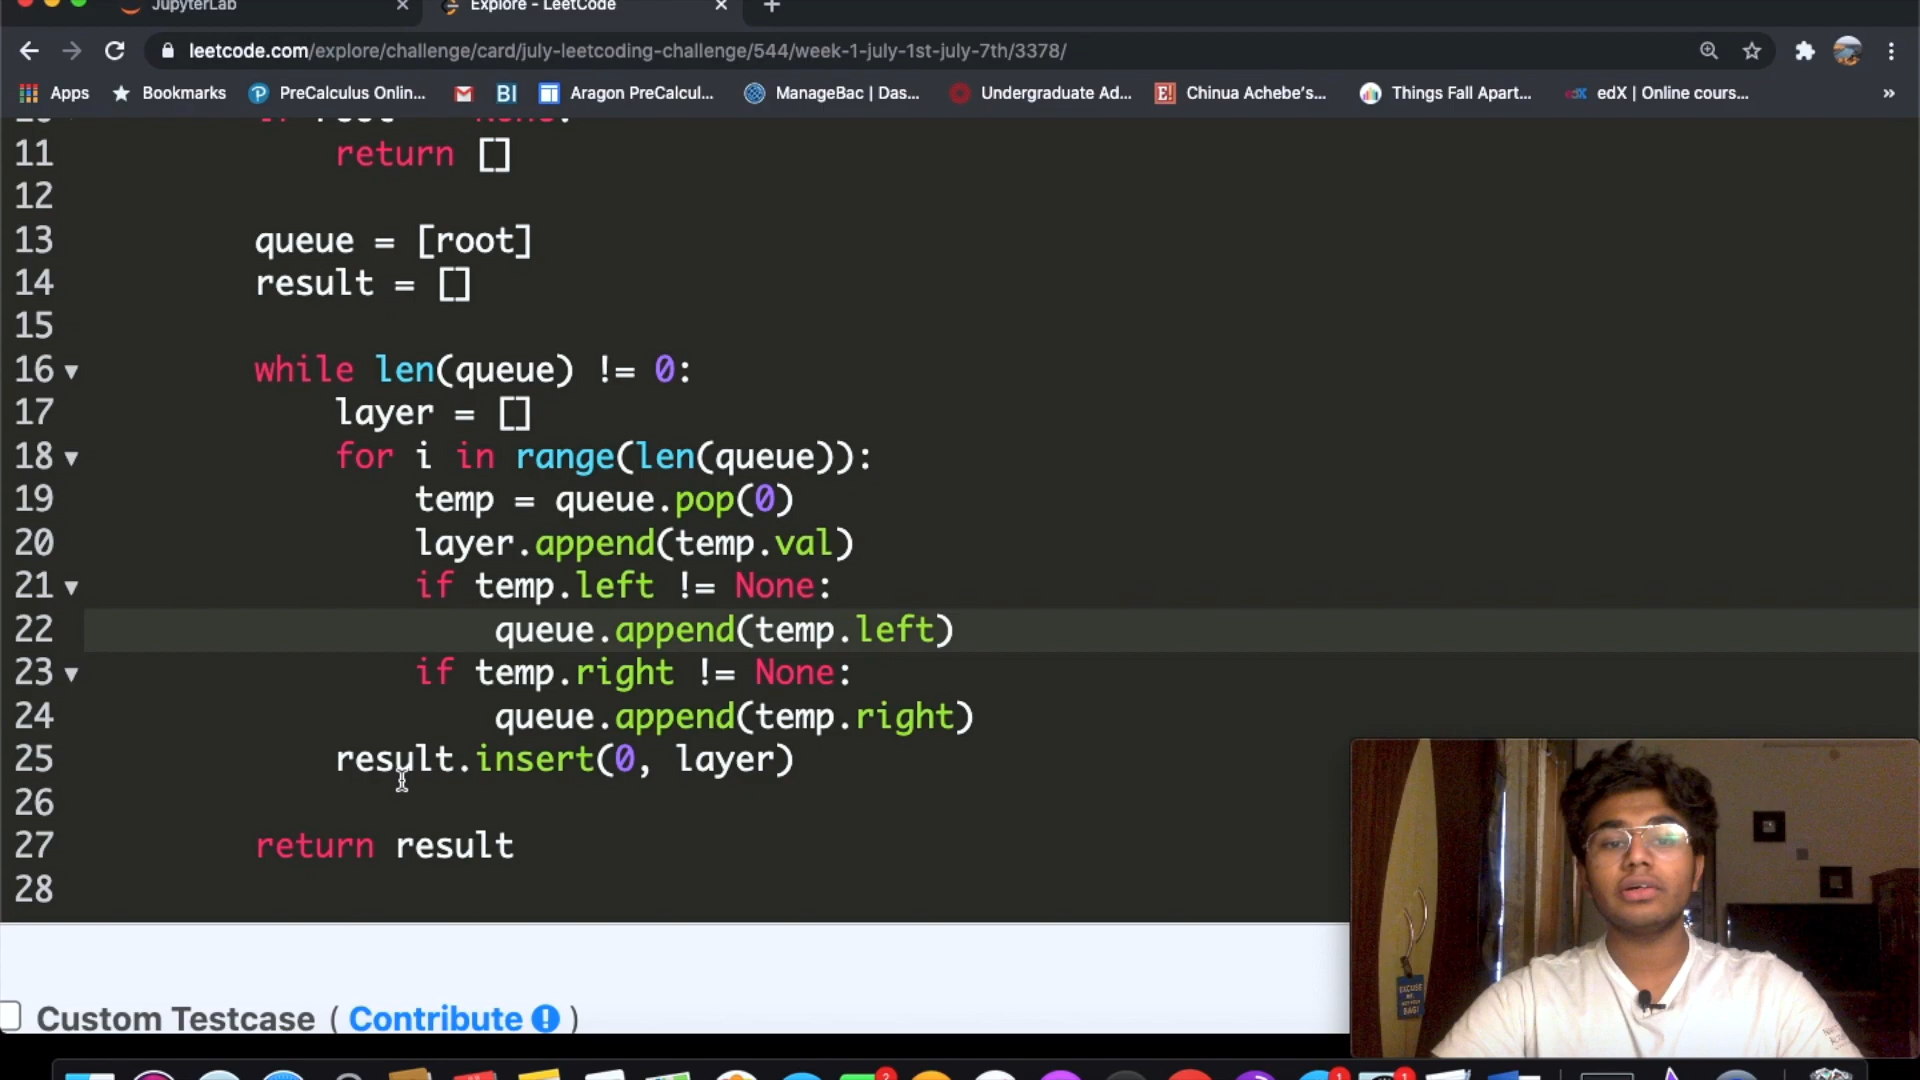 JupyterLab
Explore - LeetCode
leetcode.com/explore/challenge/card/july-leetcoding-challenge/544/week-1-july-1st-july-7th/3378/
Apps Bookmarks PreCalculus Onlin... BI Aragon PreCalcul... ManageBac | Das... Undergraduate Ad... E! Chinua Achebe's... Things Fall Apart... edX | Online cours... »
11 return []
12
13 queue = [root]
14 result = []
15
16 while len(queue) != 0:
17 layer = []
18 for i in range(len(queue)):
19 temp = queue.pop(0)
20 layer.append(temp.val)
21 if temp.left != None:
22 queue.append(temp.left)
23 if temp.right != None:
24 queue.append(temp.right)
25 result.insert(0, layer)
26
27 return result
28
Custom Testcase ( Contribute ! )
EXCUSE
BAG!
2
1
1